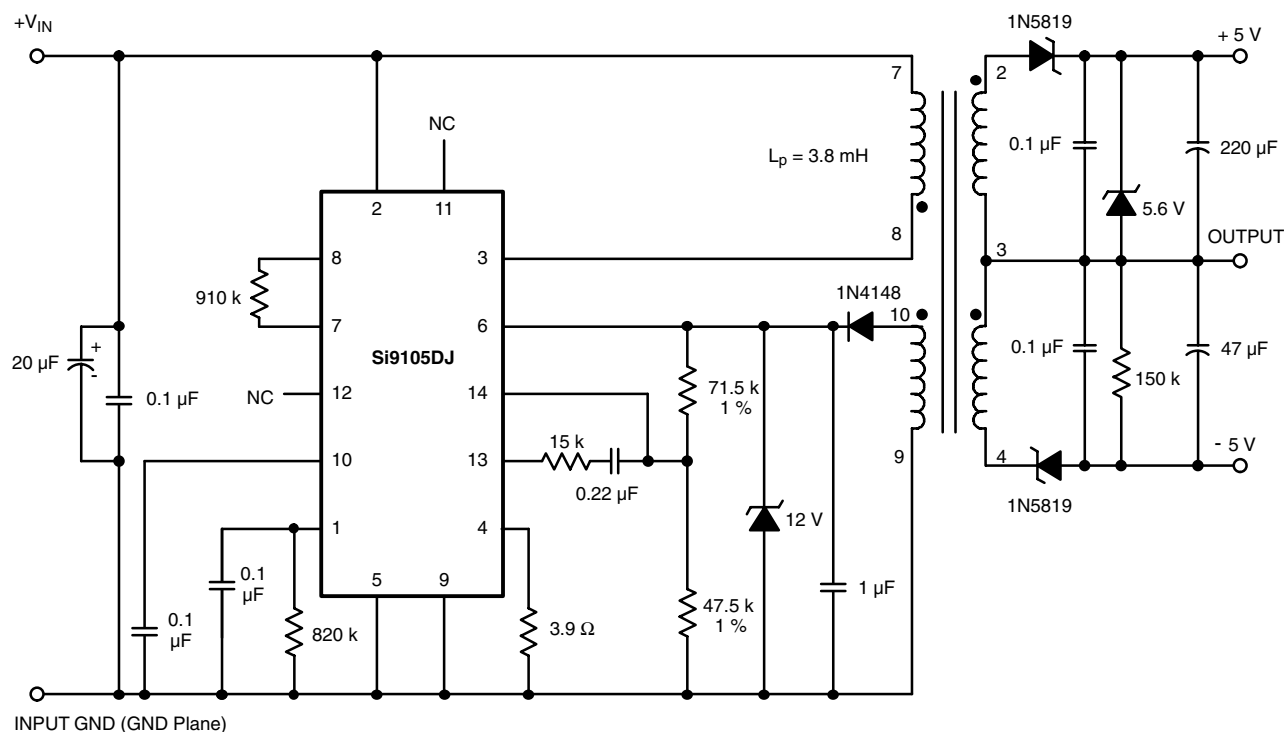 +V_IN
1N5819
+ 5 V
7
2
NC
0.1 µF
220 µF
L_p = 3.8 mH
2
11
5.6 V
8
8
3
3
OUTPUT
910 k
1N4148
7
6
10
Si9105DJ
20 µF
+
-
0.1 µF
NC
12
14
71.5 k
1 %
0.1 µF
150 k
47 µF
15 k
10
13
0.22 µF
9
4
- 5 V
1N5819
1
4
12 V
0.1
µF
5
9
1 µF
0.1
µF
820 k
3.9 Ω
47.5 k
1 %
INPUT GND (GND Plane)